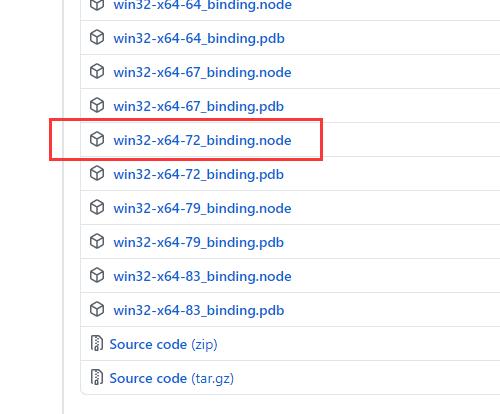 win32-x64-64_binding.node
win32-x64-64_binding.pdb
win32-x64-67_binding.node
win32-x64-67_binding.pdb
win32-x64-72_binding.node
win32-x64-72_binding.pdb
win32-x64-79_binding.node
win32-x64-79_binding.pdb
win32-x64-83_binding.node
win32-x64-83_binding.pdb
Source code (zip)
Source code (tar.gz)